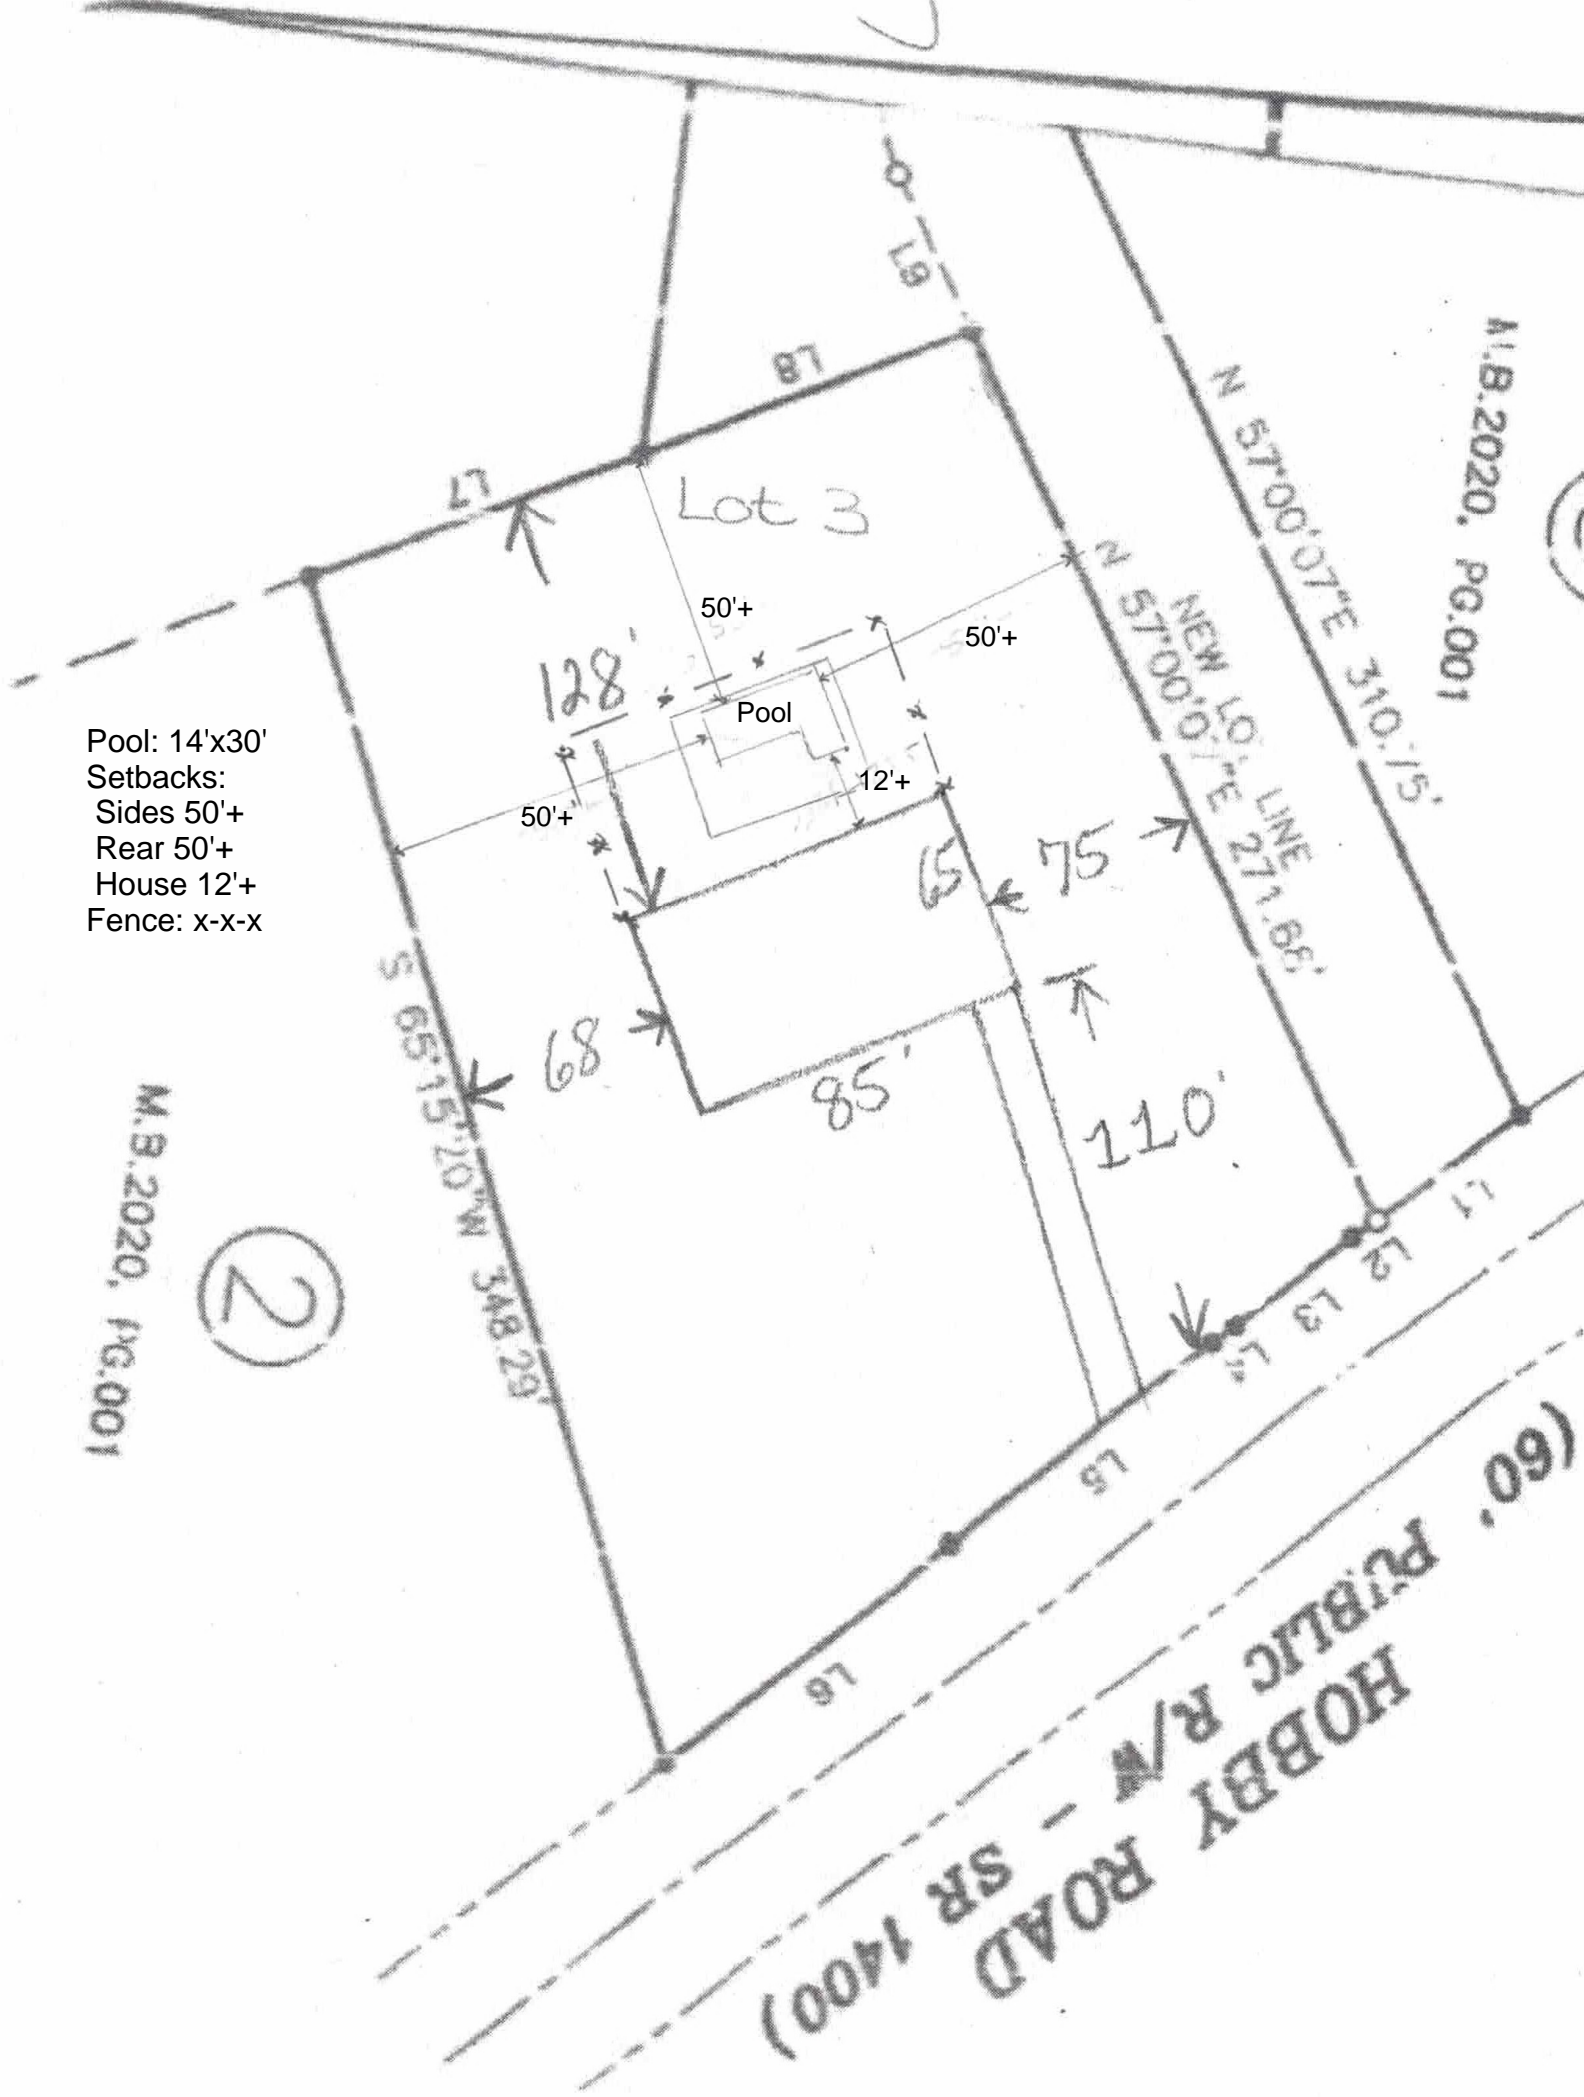 L9
L8
M.B.2020, PG.001
N 57°00'07"E 310.75'
L7
Lot 3
50'+
50'+
128'
NEW LOT LINE
N 57°00'07"E 271.68'
Pool
Pool: 14'x30'
Setbacks:
Sides 50'+
Rear 50'+
House 12'+
Fence: x-x-x
12'+
50'+
65
75
S 65°15'20"W 348.29'
68
85'
110'
M.B.2020, PG.001
2
L1
L2
L3
L4
L5
L6
HOBBY ROAD
(60' PUBLIC R/W - SR 1400)